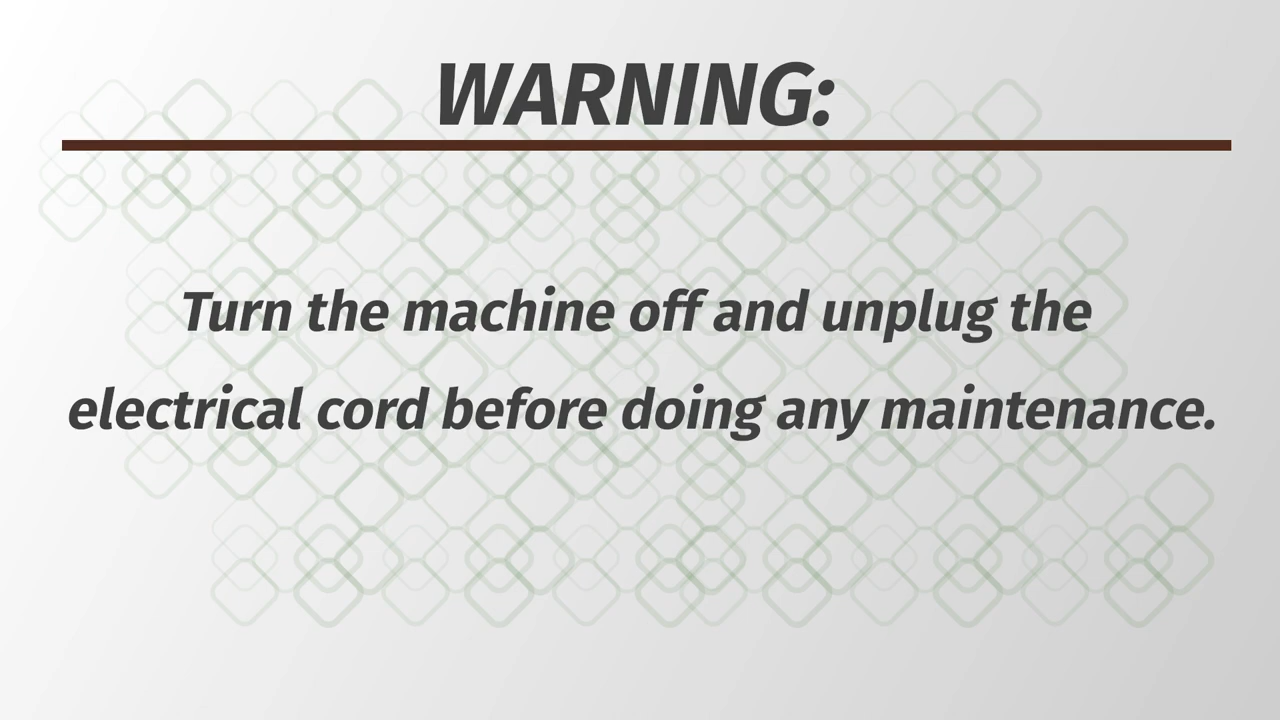 WARNING:
Turn the machine off and unplug the
electrical cord before doing any maintenance.